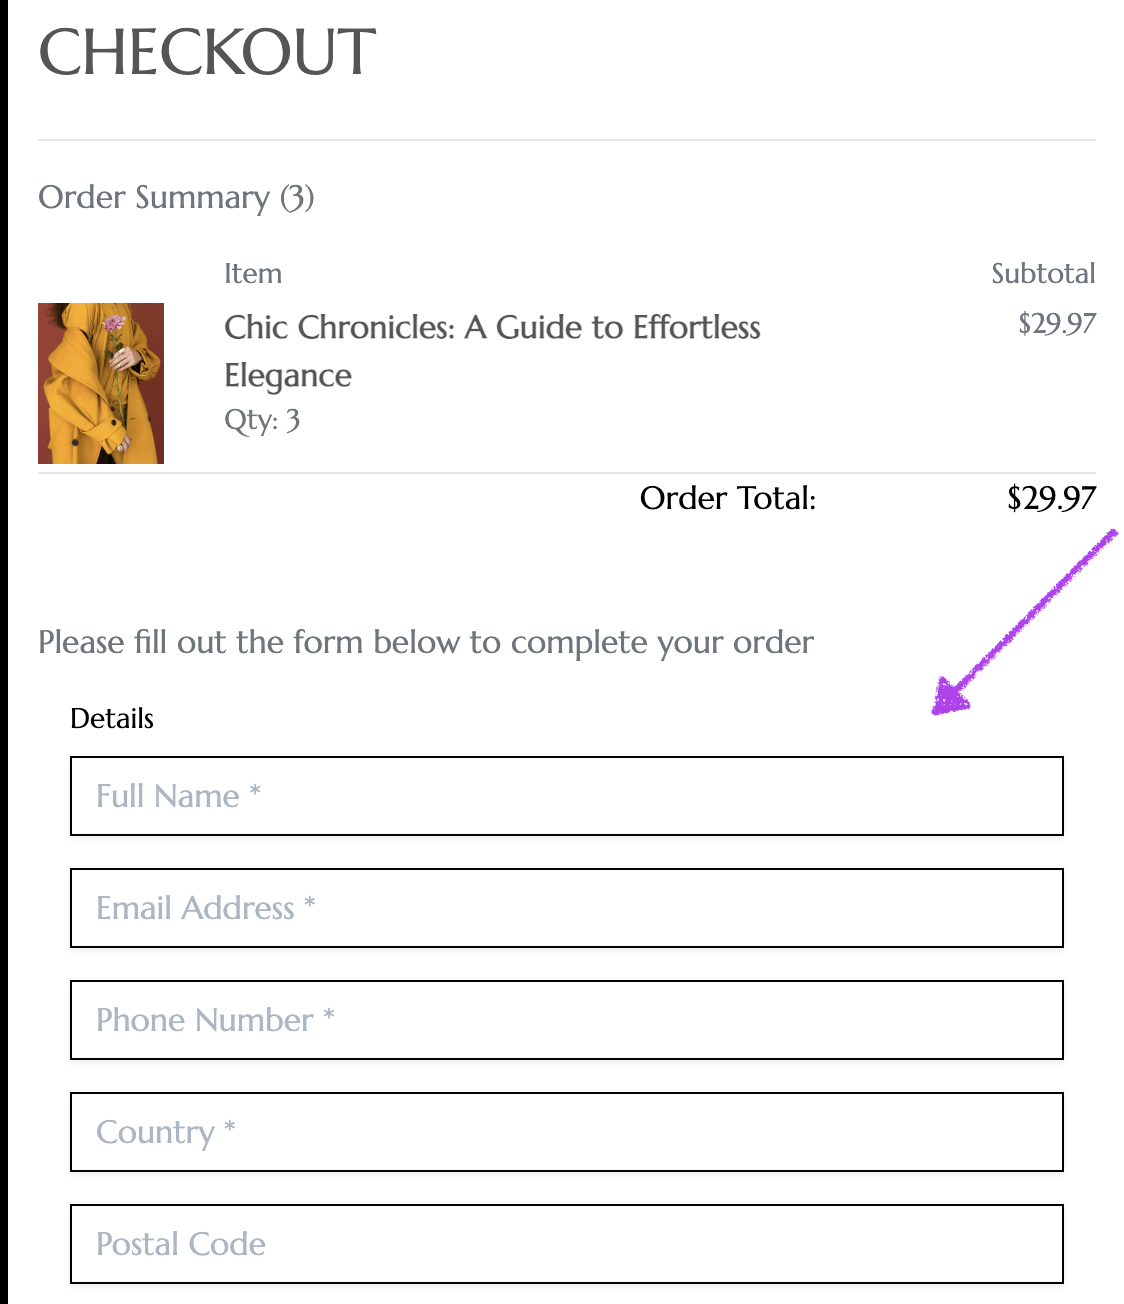 CHECKOUT
Order Summary (3)
Item
Subtotal
Chic Chronicles: A Guide to Effortless
$29.97
Elegance
Qty: 3
Order Total:
$29.97
Please fill out the form below to complete your order
Details
Full Name *
Email Address *
Phone Number *
Country *
Postal Code